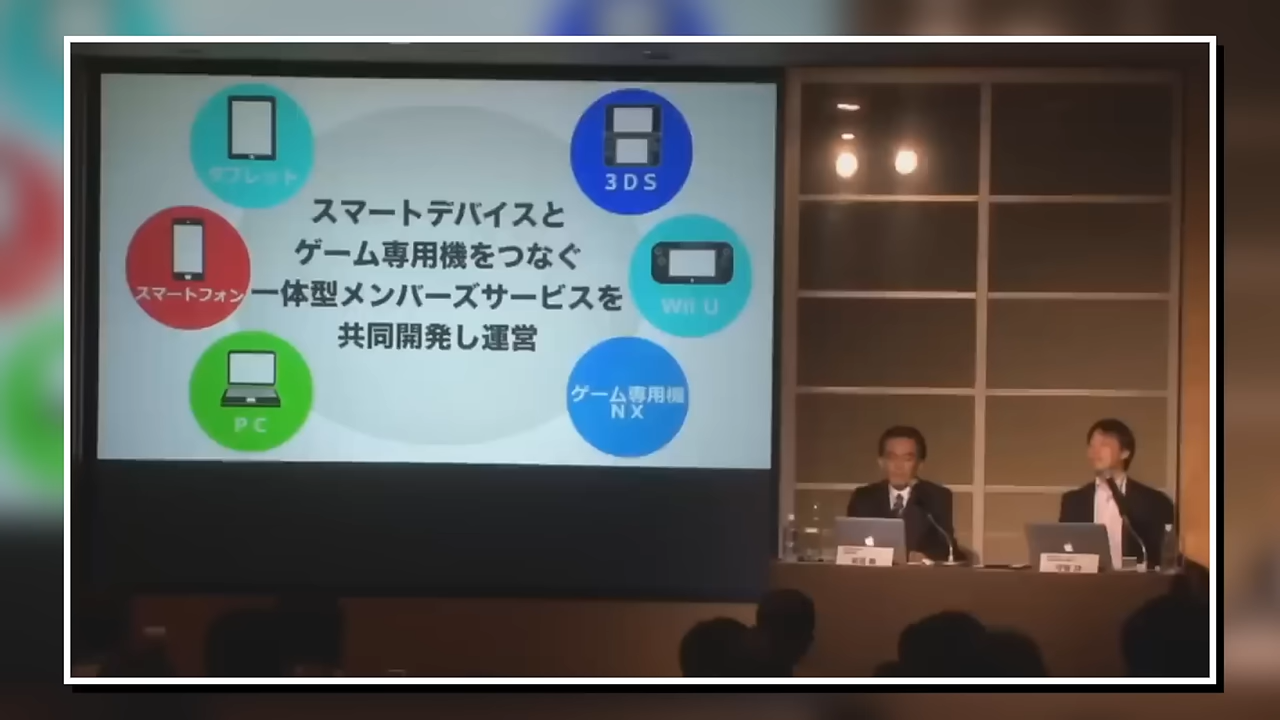 タブレット
3DS
スマートデバイスと
ゲーム専用機をつなぐ
一体型メンバーズサービスを
共同開発し運営
スマートフォン
Wii U
PC
ゲーム専用機
NX